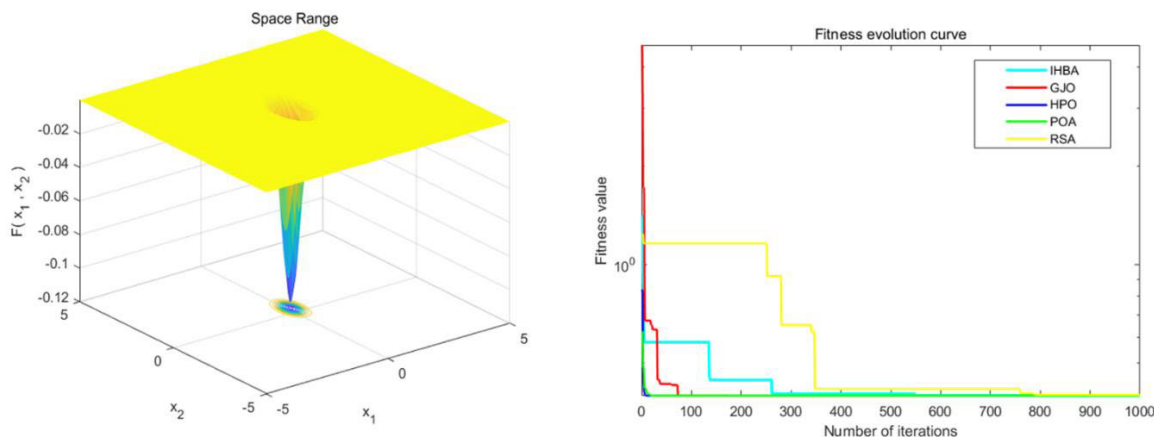 Space Range
-0.02
-0.04
-0.06
-0.08
-0.1
-0.12
F( x1 , x2 )
5
0
-5
x2
-5
0
5
x1
Fitness evolution curve
IHBA
GJO
HPO
POA
RSA
Fitness value
10^0
0 100 200 300 400 500 600 700 800 900 1000
Number of iterations